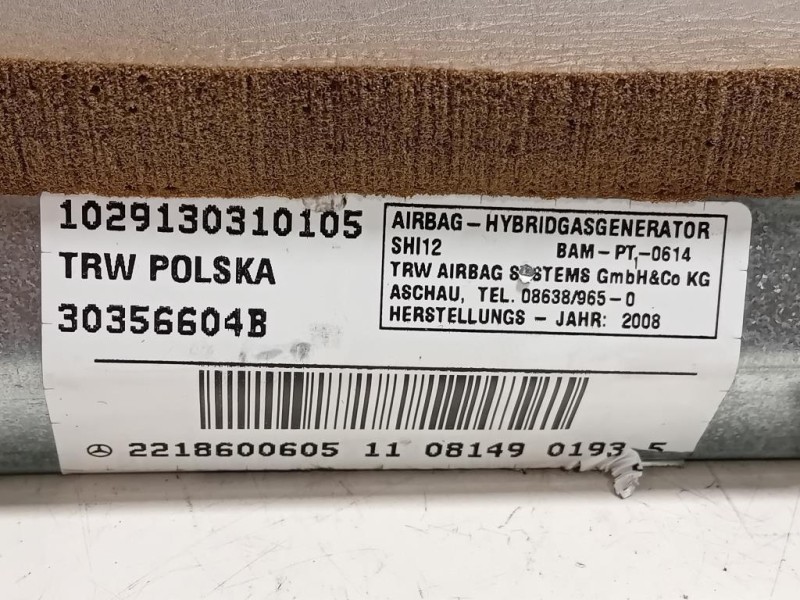 1029130310105
TRW POLSKA
30356604B
AIRBAG - HYBRIDGASGENERATOR
SHI12 BAM - PT,-0614
TRW AIRBAG SYSTEMS GmbH&Co KG
ASCHAU, TEL. 08638/965-0
HERSTELLUNGS - JAHR: 2008
2218600605 11 08149 0193 5